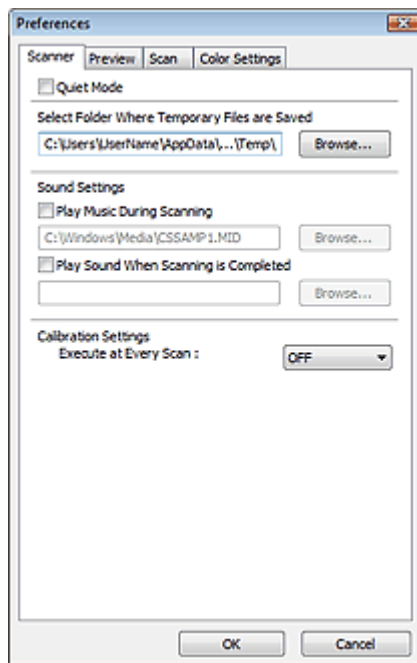 Preferences
Scanner Preview Scan Color Settings
Quiet Mode
Select Folder Where Temporary Files are Saved
C:\Users\UserName\AppData\...\Temp\ Browse...
Sound Settings
Play Music During Scanning
C:\Windows\Media\CSSAMP1.MID Browse...
Play Sound When Scanning is Completed
Browse...
Calibration Settings
Execute at Every Scan : OFF
OK Cancel